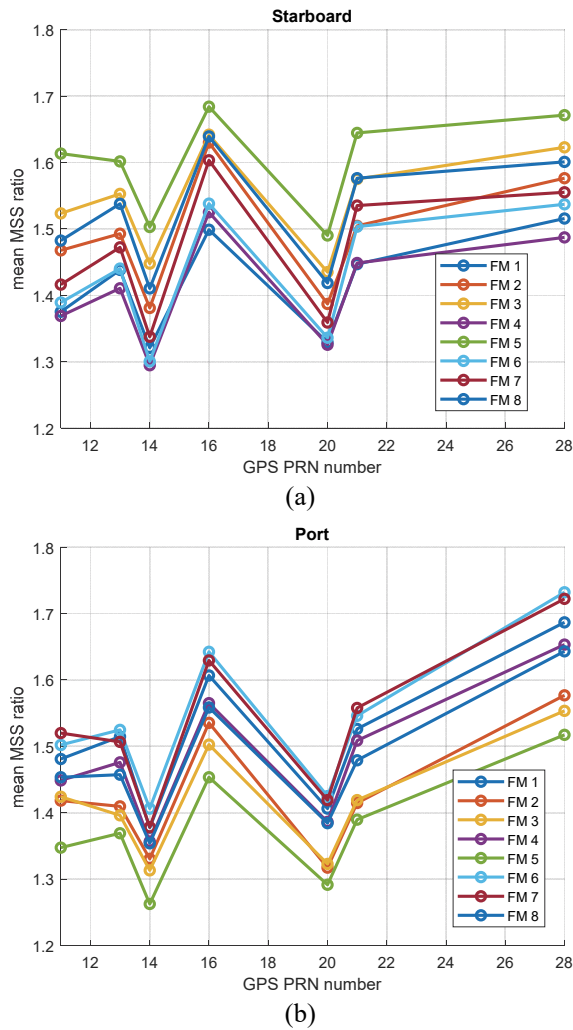 Starboard
1.8
1.7
1.6
1.5
1.4
1.3
1.2
mean MSS ratio
FM 1
FM 2
FM 3
FM 4
FM 5
FM 6
FM 7
FM 8
12 14 16 18 20 22 24 26 28
GPS PRN number
(a)
Port
1.8
1.7
1.6
1.5
1.4
1.3
1.2
mean MSS ratio
FM 1
FM 2
FM 3
FM 4
FM 5
FM 6
FM 7
FM 8
12 14 16 18 20 22 24 26 28
GPS PRN number
(b)